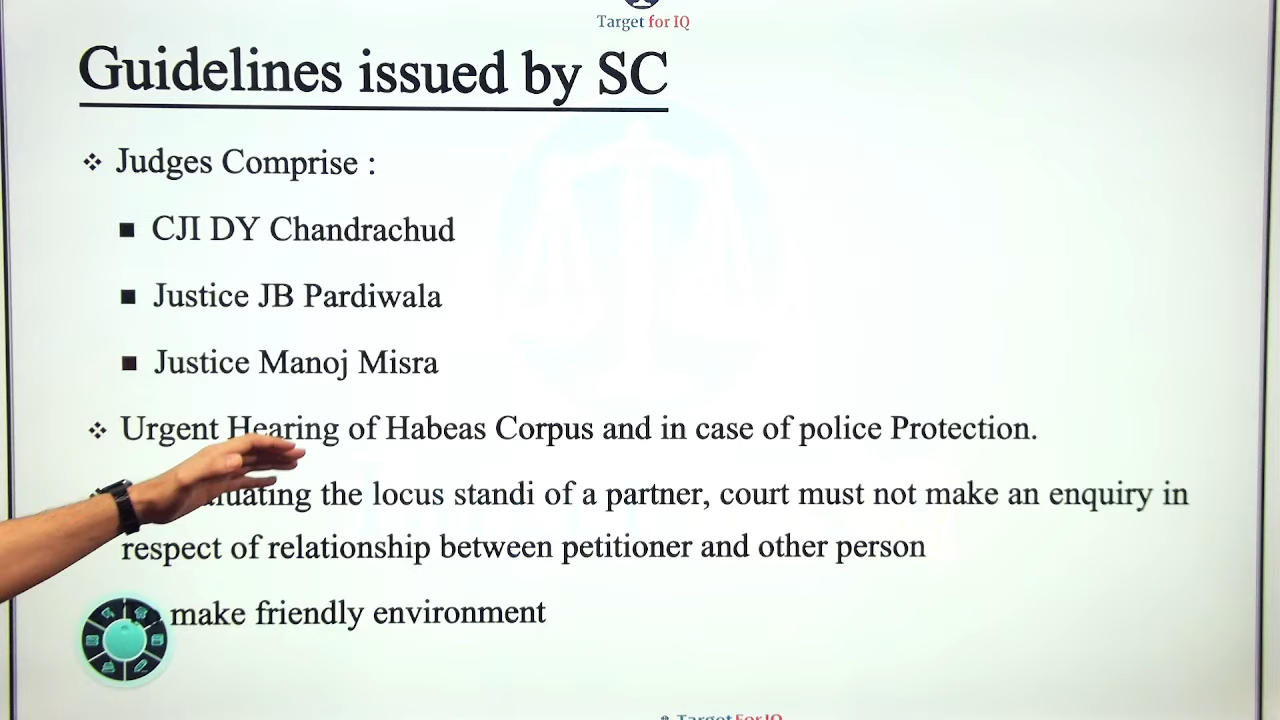 Target for IQ
Guidelines issued by SC
Judges Comprise :
CJI DY Chandrachud
Justice JB Pardiwala
Justice Manoj Misra
Urgent Hearing of Habeas Corpus and in case of police Protection.
the locus standi of a partner, court must not make an enquiry in
respect of relationship between petitioner and other person
make friendly environment
Target For IQ